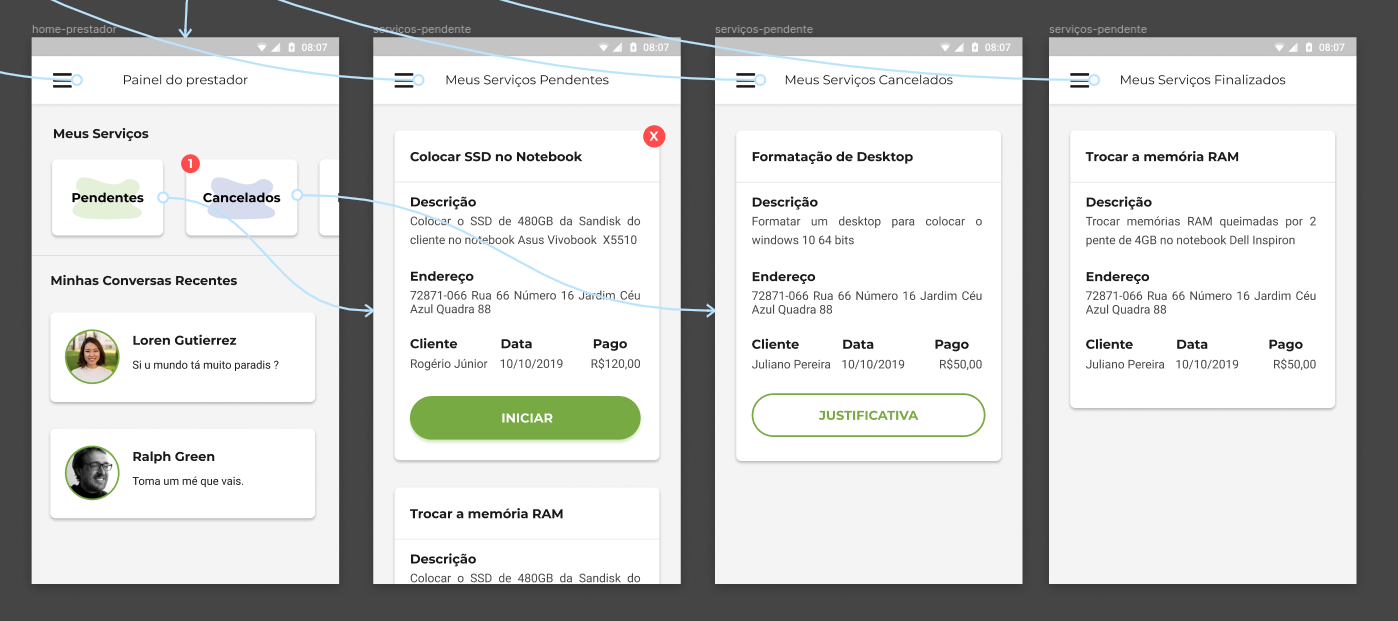 home-prestador
08:07
Painel do prestador
Meus Serviços
1
Pendentes
Cancelados
Minhas Conversas Recentes
Loren Gutierrez
Si u mundo tá muito paradis ?
Ralph Green
Toma um mé que vais.
serviços-pendente
08:07
Meus Serviços Pendentes
X
Colocar SSD no Notebook
Descrição
Colocar o SSD de 480GB da Sandisk do
cliente no notebook Asus Vivobook X5510
Endereço
72871-066 Rua 66 Número 16 Jardim Céu
Azul Quadra 88
Cliente Data Pago
Rogério Júnior 10/10/2019 R$120,00
INICIAR
Trocar a memória RAM
Descrição
Colocar o SSD de 480GB da Sandisk do
serviços-pendente
08:07
Meus Serviços Cancelados
Formatação de Desktop
Descrição
Formatar um desktop para colocar o
windows 10 64 bits
Endereço
72871-066 Rua 66 Número 16 Jardim Céu
Azul Quadra 88
Cliente Data Pago
Juliano Pereira 10/10/2019 R$50,00
JUSTIFICATIVA
serviços-pendente
08:07
Meus Serviços Finalizados
Trocar a memória RAM
Descrição
Trocar memórias RAM queimadas por 2
pente de 4GB no notebook Dell Inspiron
Endereço
72871-066 Rua 66 Número 16 Jardim Céu
Azul Quadra 88
Cliente Data Pago
Juliano Pereira 10/10/2019 R$50,00